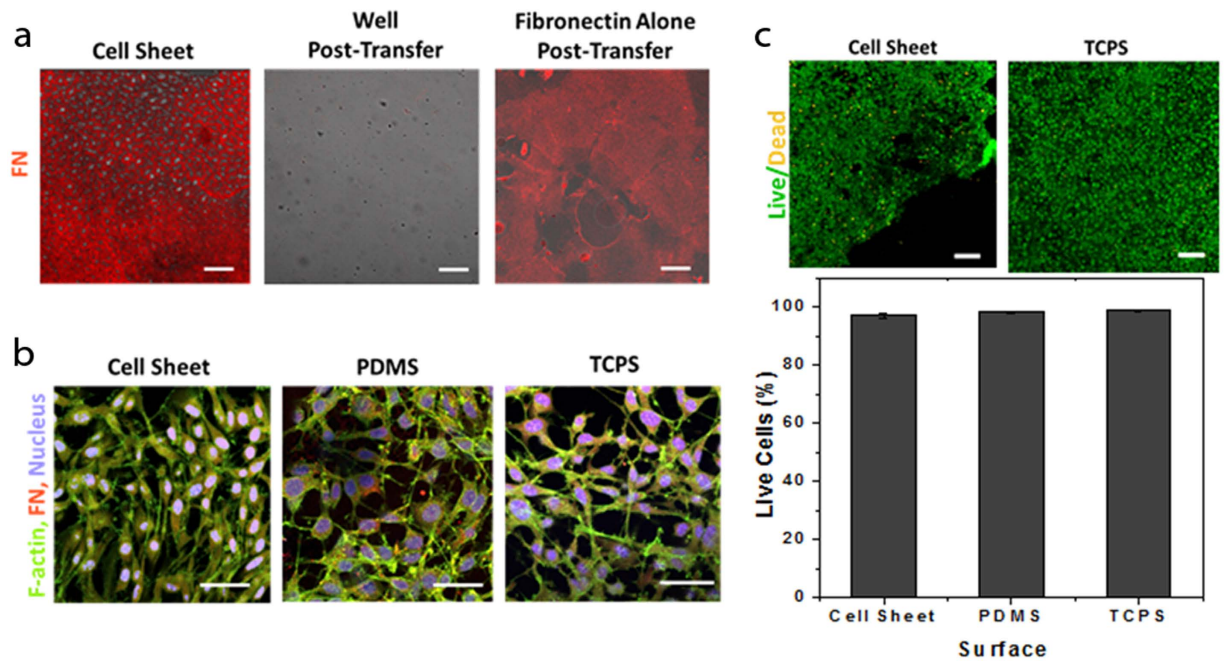 a
Cell Sheet
Well
Post-Transfer
Fibronectin Alone
Post-Transfer
FN
b
Cell Sheet
PDMS
TCPS
F-actin, FN, Nucleus
c
Cell Sheet
TCPS
Live/Dead
Live Cells (%)
100
80
60
40
20
0
Cell Sheet
PDMS
TCPS
Surface